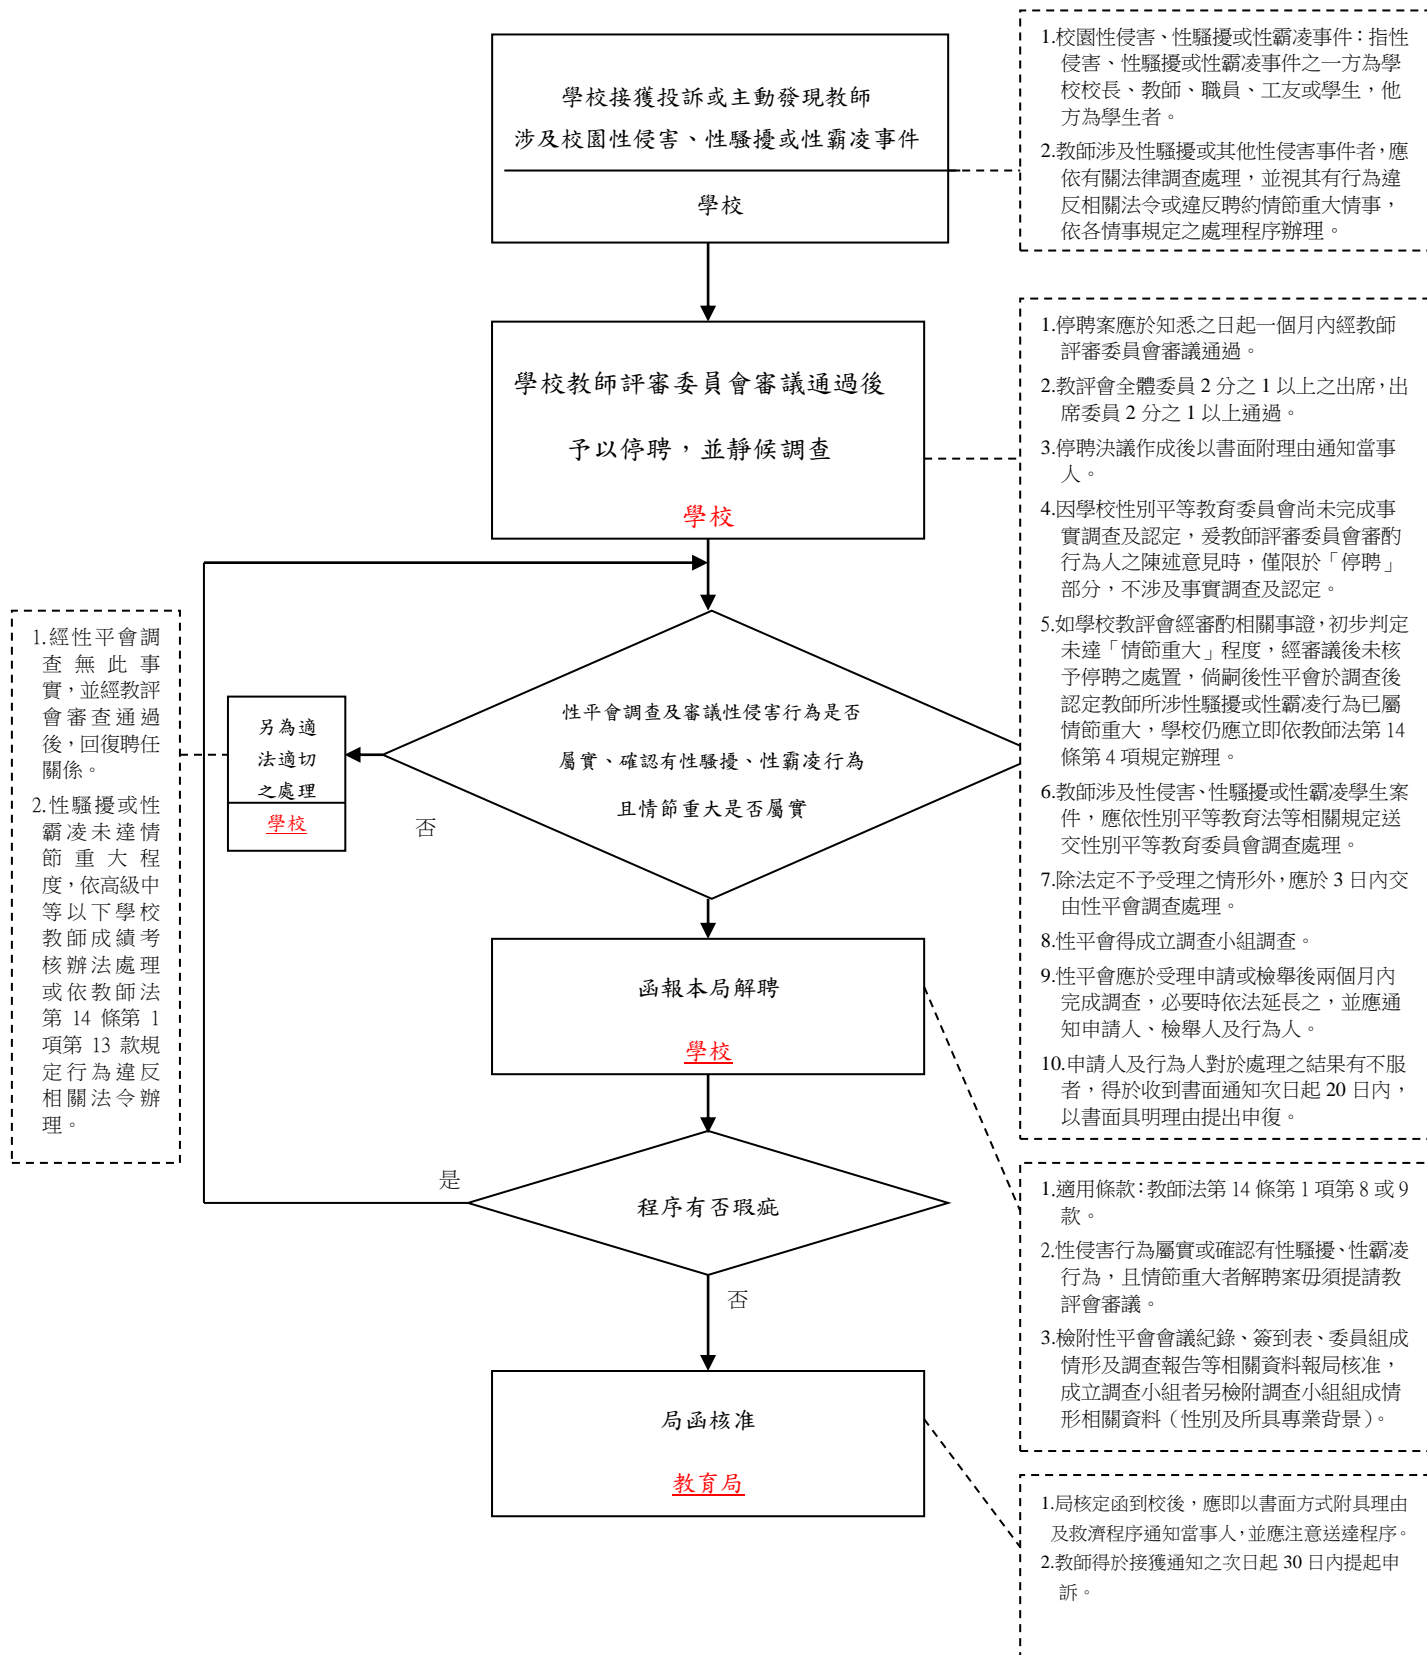 學校接獲投訴或主動發現教師
涉及校園性侵害、性騷擾或性霸凌事件
學校
1.校園性侵害、性騷擾或性霸凌事件：指性
侵害、性騷擾或性霸凌事件之一方為學
校校長、教師、職員、工友或學生，他
方為學生者。
2.教師涉及性騷擾或其他性侵害事件者，應
依有關法律調查處理，並視其有行為違
反相關法令或違反聘約情節重大情事，
依各情事規定之處理程序辦理。
學校教師評審委員會審議通過後
予以停聘，並靜候調查
學校
1.停聘案應於知悉之日起一個月內經教師
評審委員會審議通過。
2.教評會全體委員 2 分之 1 以上之出席，出
席委員 2 分之 1 以上通過。
3.停聘決議作成後以書面附理由通知當事
人。
4.因學校性別平等教育委員會尚未完成事
實調查及認定，爰教師評審委員會審酌
行為人之陳述意見時，僅限於「停聘」
部分，不涉及事實調查及認定。
5.如學校教評會經審酌相關事證，初步判定
未達「情節重大」程度，經審議後未核
予停聘之處置，倘嗣後性平會於調查後
認定教師所涉性騷擾或性霸凌行為已屬
情節重大，學校仍應立即依教師法第 14
條第 4 項規定辦理。
6.教師涉及性侵害、性騷擾或性霸凌學生案
件，應依性別平等教育法等相關規定送
交性別平等教育委員會調查處理。
7.除法定不予受理之情形外，應於 3 日內交
由性平會調查處理。
8.性平會得成立調查小組調查。
9.性平會應於受理申請或檢舉後兩個月內
完成調查，必要時依法延長之，並應通
知申請人、檢舉人及行為人。
10.申請人及行為人對於處理之結果有不服
者，得於收到書面通知次日起 20 日內，
以書面具明理由提出申復。
性平會調查及審議性侵害行為是否
屬實、確認有性騷擾、性霸凌行為
且情節重大是否屬實
否
另為適
法適切
之處理
學校
1.經性平會調
查無此事
實，並經教評
會審查通過
後，回復聘任
關係。
2.性騷擾或性
霸凌未達情
節重大程
度，依高級中
等以下學校
教師成績考
核辦法處理
或依教師法
第 14 條第 1
項第 13 款規
定行為違反
相關法令辦
理。
函報本局解聘
學校
1.適用條款：教師法第 14 條第 1 項第 8 或 9
款。
2.性侵害行為屬實或確認有性騷擾、性霸凌
行為，且情節重大者解聘案毋須提請教
評會審議。
3.檢附性平會會議紀錄、簽到表、委員組成
情形及調查報告等相關資料報局核准，
成立調查小組者另檢附調查小組組成情
形相關資料（性別及所具專業背景）。
程序有否瑕疵
是
否
局函核准
教育局
1.局核定函到校後，應即以書面方式附具理由
及救濟程序通知當事人，並應注意送達程序。
2.教師得於接獲通知之次日起 30 日內提起申
訴。